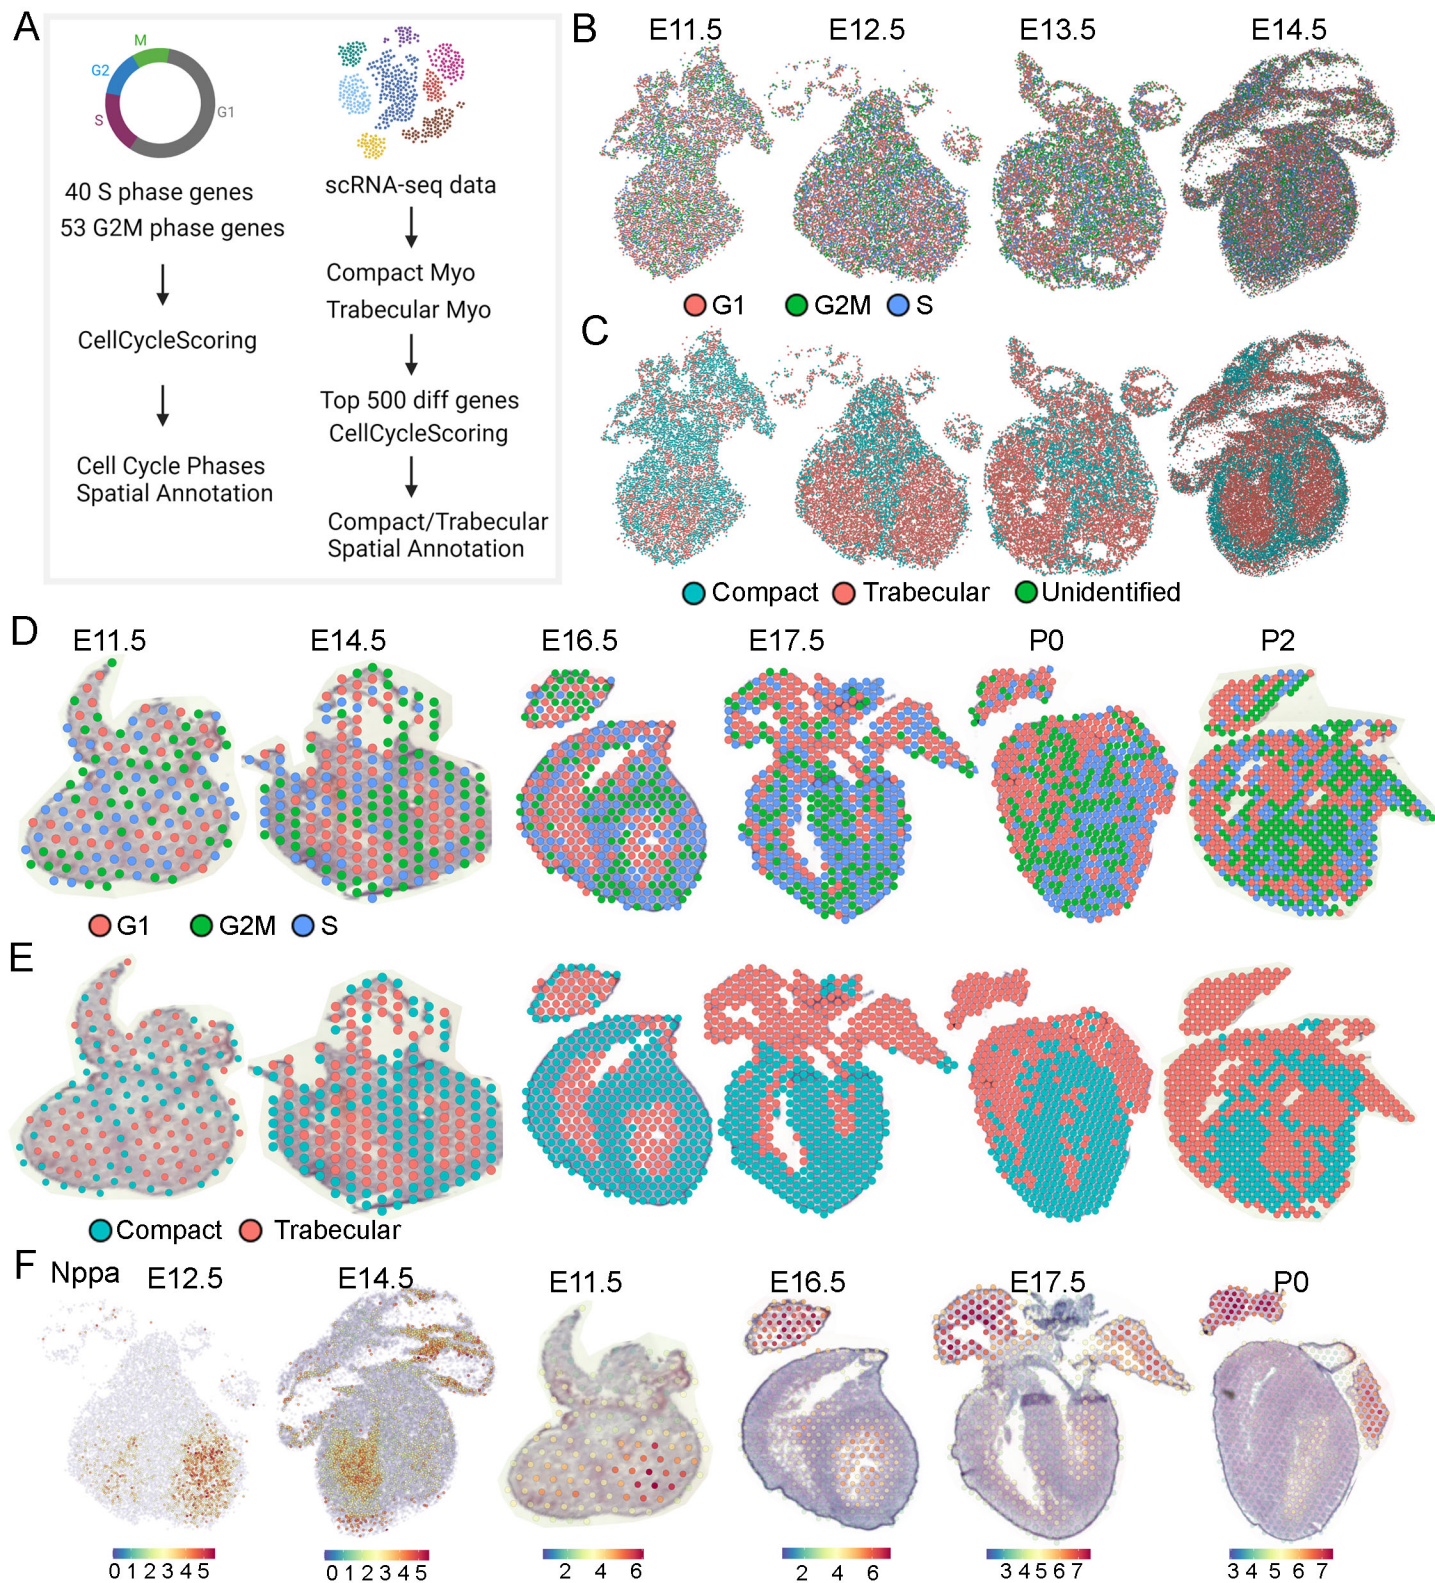 A
M
G2
S
G1
40 S phase genes
53 G2M phase genes
CellCycleScoring
Cell Cycle Phases
Spatial Annotation
scRNA-seq data
Compact Myo
Trabecular Myo
Top 500 diff genes
CellCycleScoring
Compact/Trabecular
Spatial Annotation
B
E11.5 E12.5 E13.5 E14.5
G1 G2M S
C
Compact Trabecular Unidentified
D
E11.5 E14.5 E16.5 E17.5 P0 P2
G1 G2M S
E
Compact Trabecular
F
Nppa E12.5 E14.5 E11.5 E16.5 E17.5 P0
0 1 2 3 4 5
0 1 2 3 4 5
2 4 6
2 4 6
3 4 5 6 7
3 4 5 6 7